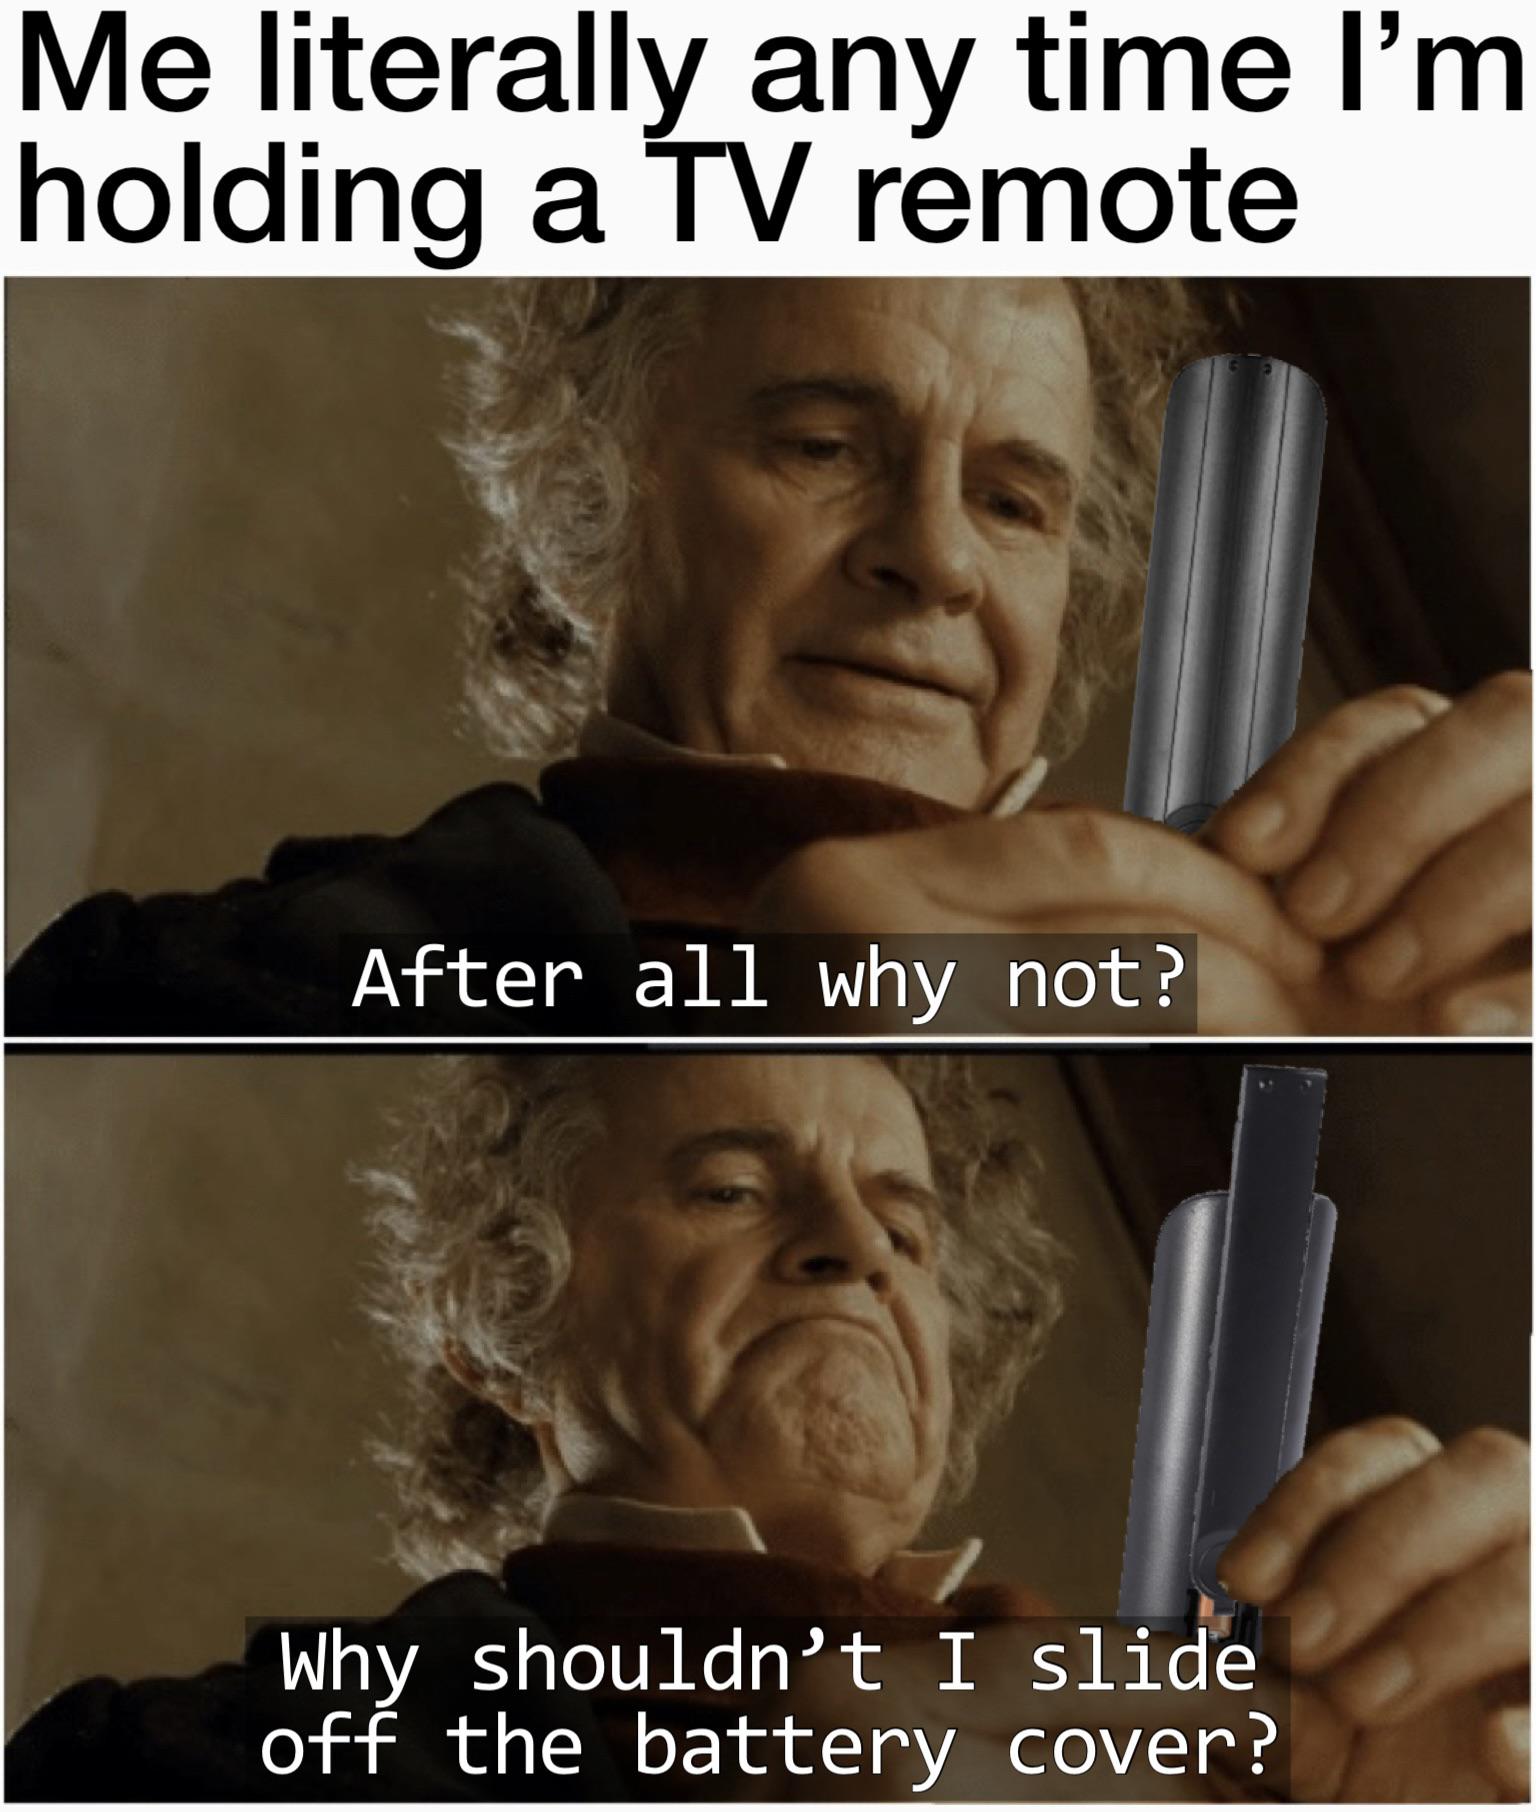 Me literally any time I’m
holding a TV remote
After all why not?
Why shouldn’t I slide
off the battery cover?